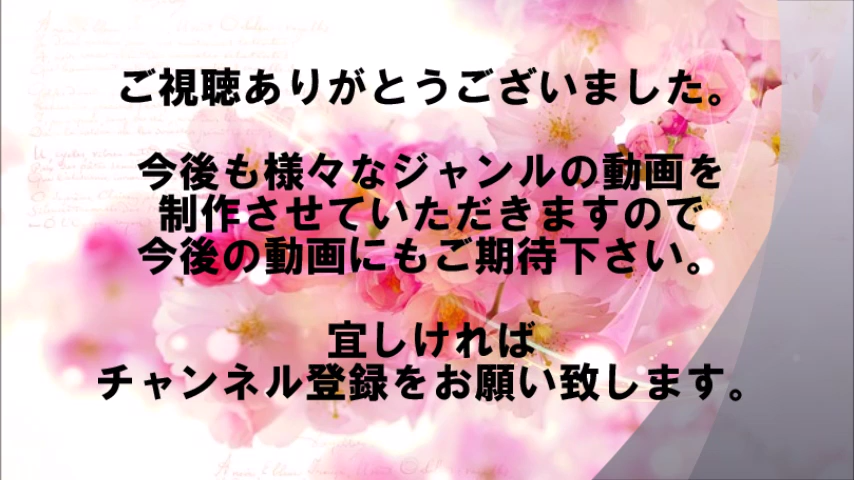 ご視聴ありがとうございました。
今後も様々なジャンルの動画を
制作させていただきますので
今後の動画にもご期待下さい。
宜しければ
チャンネル登録をお願い致します。